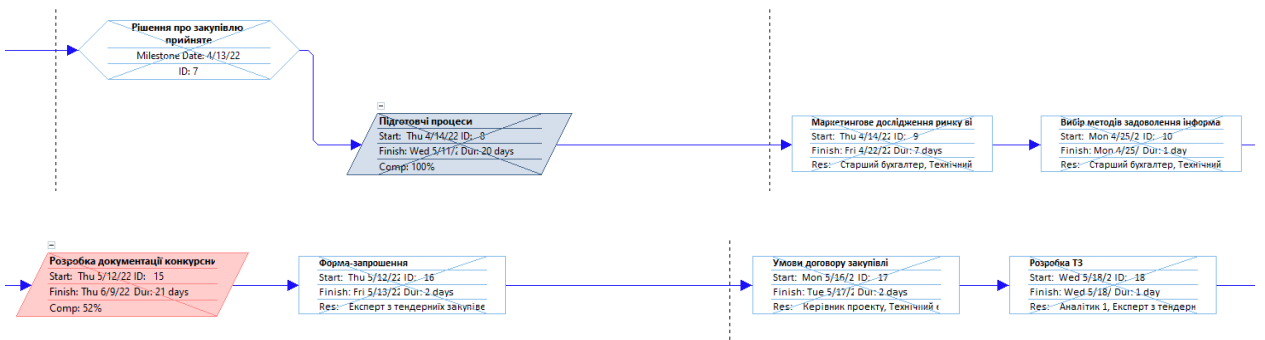 Рішення про закупівлю
прийняте
Milestone Date: 4/13/22
ID: 7
Підготовчі процеси
Start: Thu 4/14/22 ID: 8
Finish: Wed 5/11/2 Dur: 20 days
Comp: 100%
Маркетингове дослідження ринку ві
Start: Thu 4/14/22 ID: 9
Finish: Fri 4/22/22 Dur: 7 days
Res: Старший бухгалтер, Технічний
Вибір методів задоволення інформа
Start: Mon 4/25/2 ID: 10
Finish: Mon 4/25/ Dur: 1 day
Res: Старший бухгалтер, Технічний
Розробка документації конкурсни
Start: Thu 5/12/22 ID: 15
Finish: Thu 6/9/22 Dur: 21 days
Comp: 52%
Форма-запрошення
Start: Thu 5/12/22 ID: 16
Finish: Fri 5/13/22 Dur: 2 days
Res: Експерт з тендерних закупіве
Умови договору закупівлі
Start: Mon 5/16/2 ID: 17
Finish: Tue 5/17/2 Dur: 2 days
Res: Керівник проекту, Технічний є
Розробка ТЗ
Start: Wed 5/18/2 ID: 18
Finish: Wed 5/18/ Dur: 1 day
Res: Аналітик 1, Експерт з тендерн